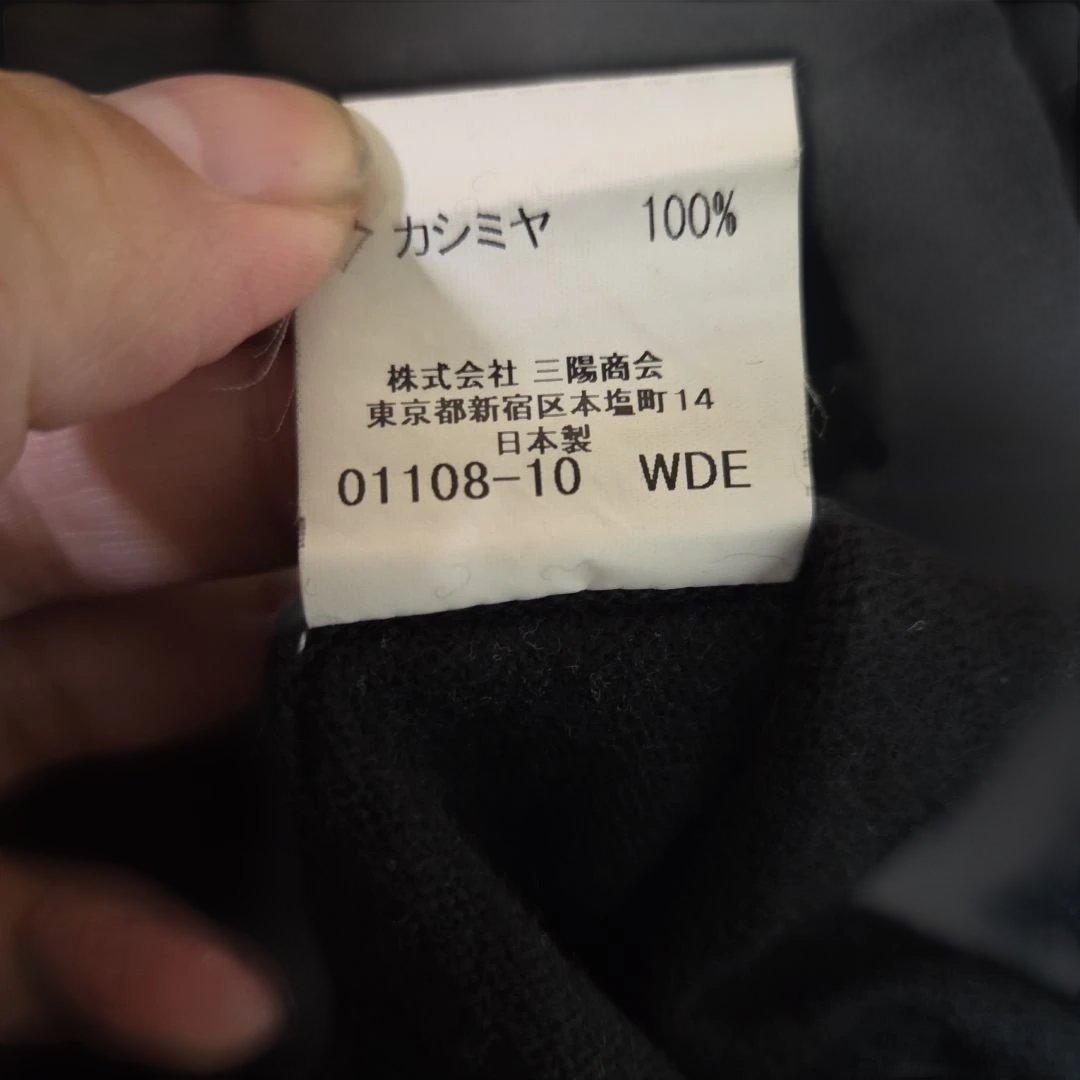 カシミヤ 100%
株式会社 三陽商会
東京都新宿区本塩町14
日本製
01108-10 WDE